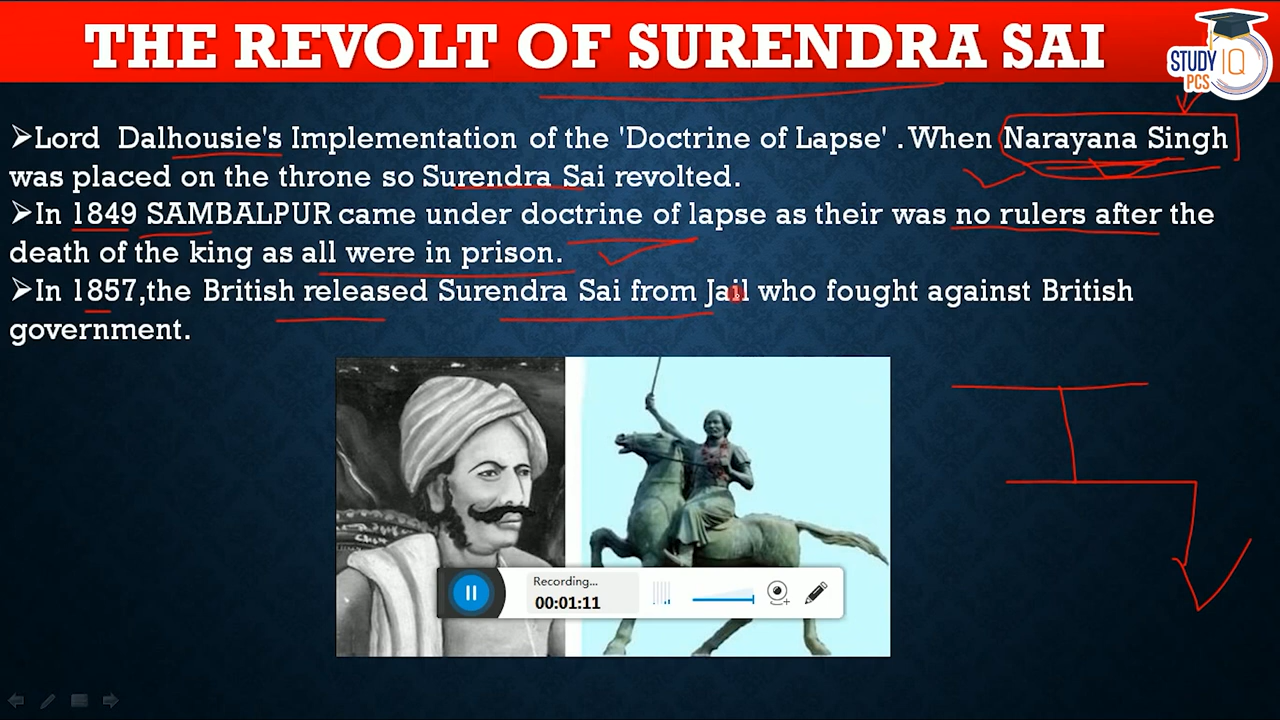 THE REVOLT OF SURENDRA SAI
STUDY IQ
PCS
➢Lord Dalhousie's Implementation of the 'Doctrine of Lapse' . When Narayana Singh
was placed on the throne so Surendra Sai revolted.
➢In 1849 SAMBALPUR came under doctrine of lapse as their was no rulers after the
death of the king as all were in prison.
➢In 1857,the British released Surendra Sai from Jail who fought against British
government.
Recording...
00:01:11